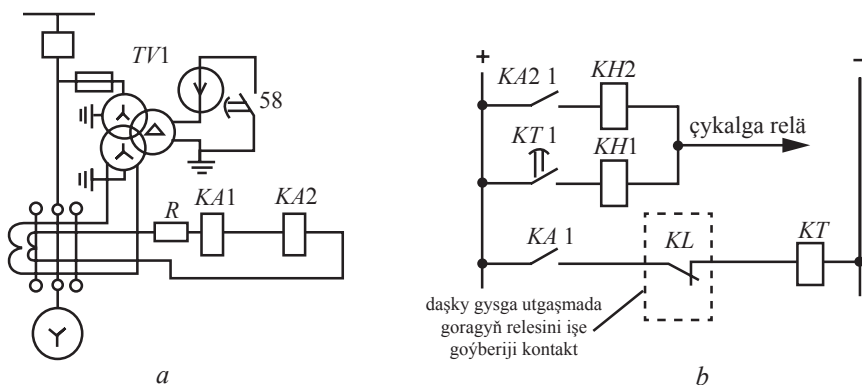 TV1
58
R
KA1
KA2
a
+
–
KA2 1
KH2
KT 1
KH1
çykalga relä
KA 1
KL
KT
daşky gysga utgaşmada
goragyň relesini işe
goýberiji kontakt
b